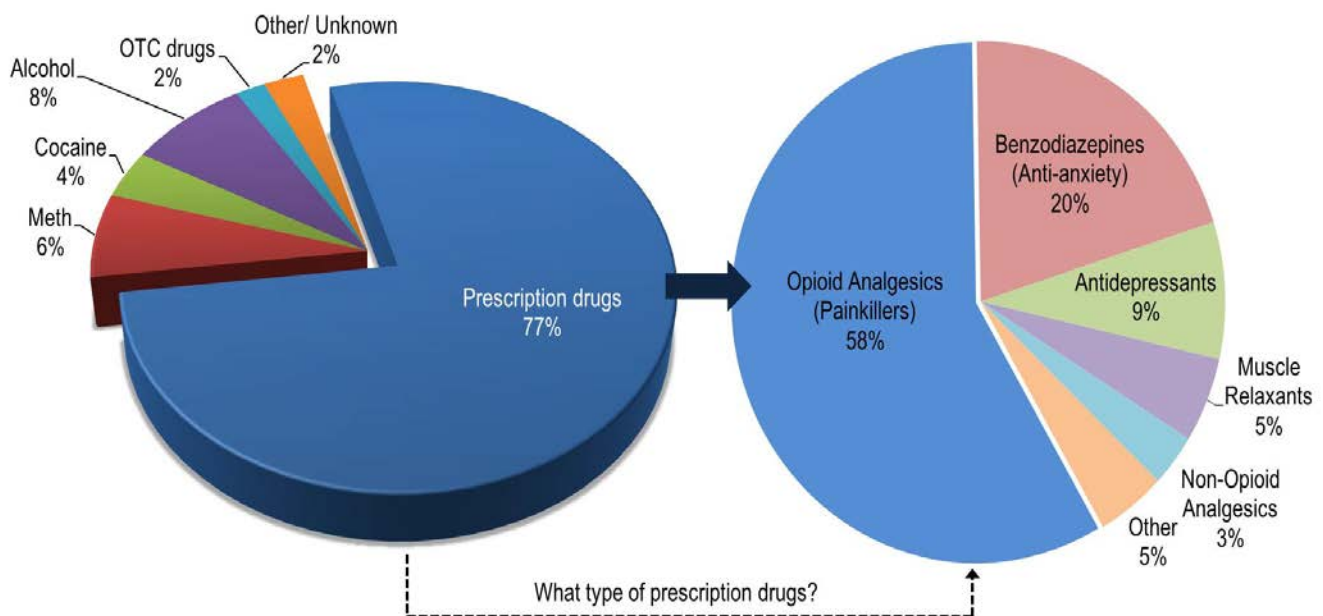 Other/ Unknown
2%
OTC drugs
2%
Alcohol
8%
Cocaine
4%
Meth
6%
Prescription drugs
77%
Benzodiazepines
(Anti-anxiety)
20%
Opioid Analgesics
(Painkillers)
58%
Antidepressants
9%
Muscle
Relaxants
5%
Non-Opioid
Analgesics
3%
Other
5%
What type of prescription drugs?